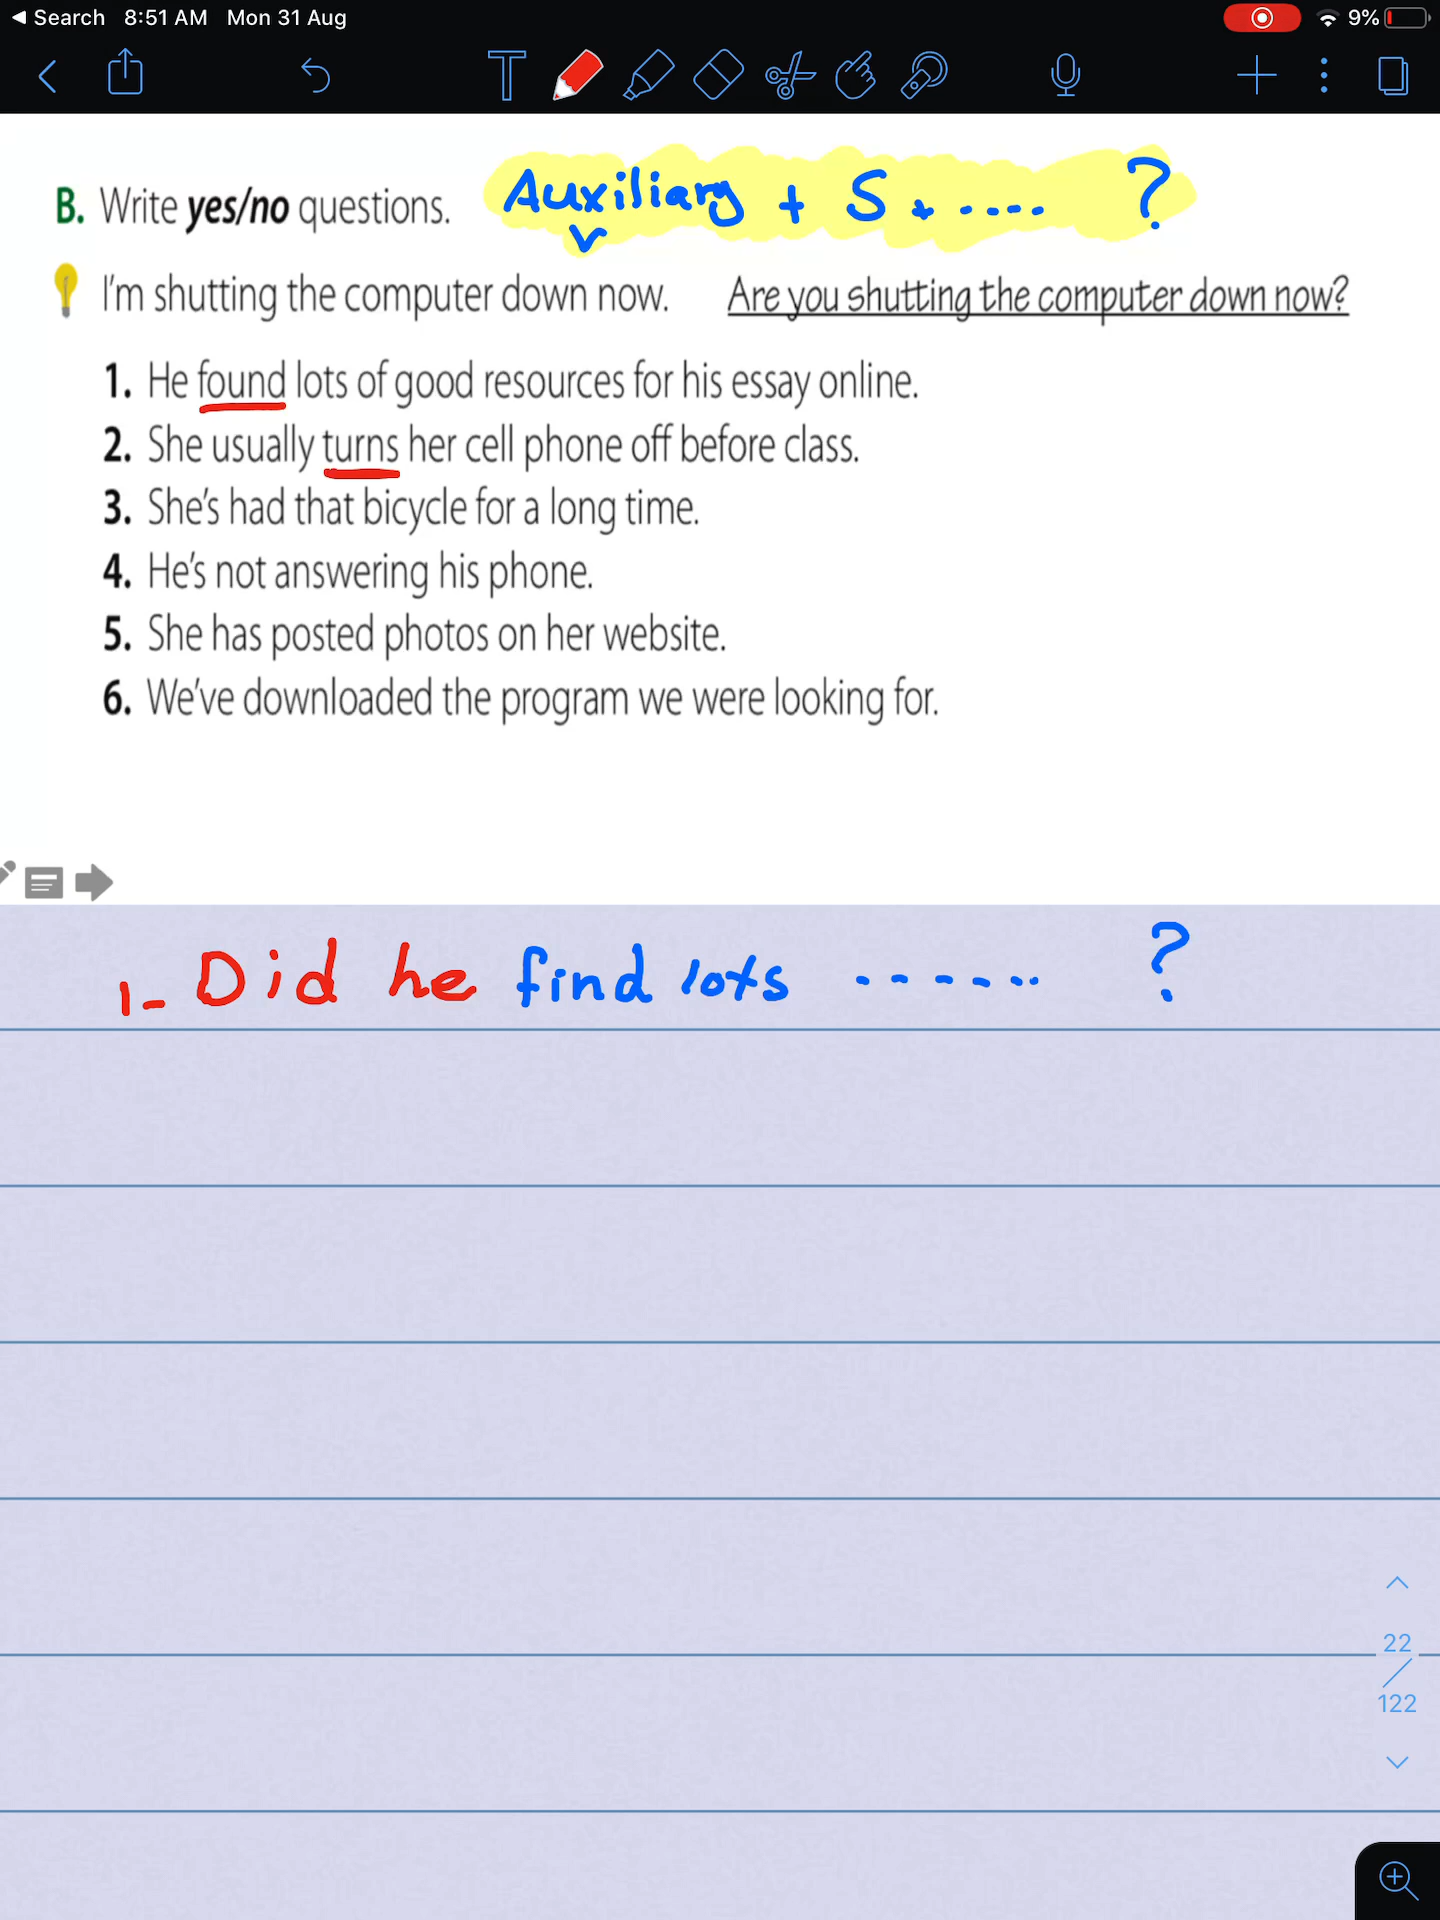 Search 8:51 AM Mon 31 Aug 9%
B. Write yes/no questions. Auxiliary + S + ..... ?
v
I'm shutting the computer down now. Are you shutting the computer down now?
1. He found lots of good resources for his essay online.
2. She usually turns her cell phone off before class.
3. She's had that bicycle for a long time.
4. He's not answering his phone.
5. She has posted photos on her website.
6. We've downloaded the program we were looking for.
1- Did he find lots ------- ?
22
/
122